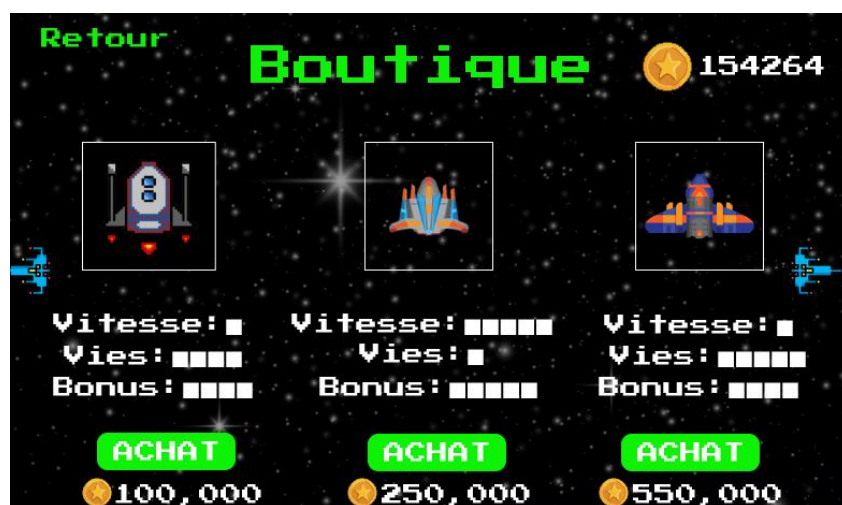 Retour
Boutique
154264
Vitesse:■ Vitesse:■■■■■ Vitesse:■
Vies:■■■■ Vies:■ Vies:■■■■■
Bonus:■■■■ Bonus:■■■■■ Bonus:■■■■
ACHAT ACHAT ACHAT
100,000 250,000 550,000